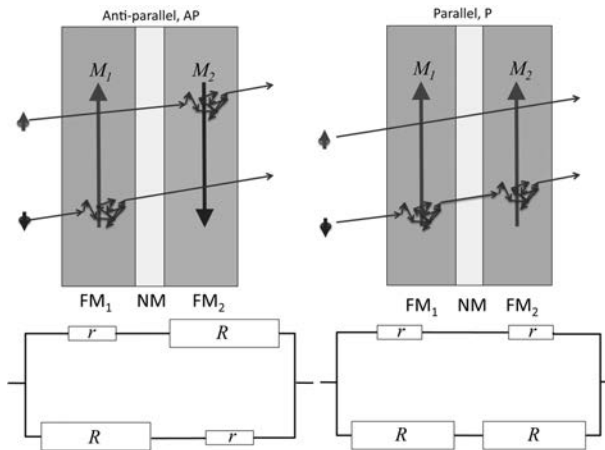 Anti-parallel, AP
M1 M2
FM1 NM FM2
r R
R r
Parallel, P
M1 M2
FM1 NM FM2
r r
R R